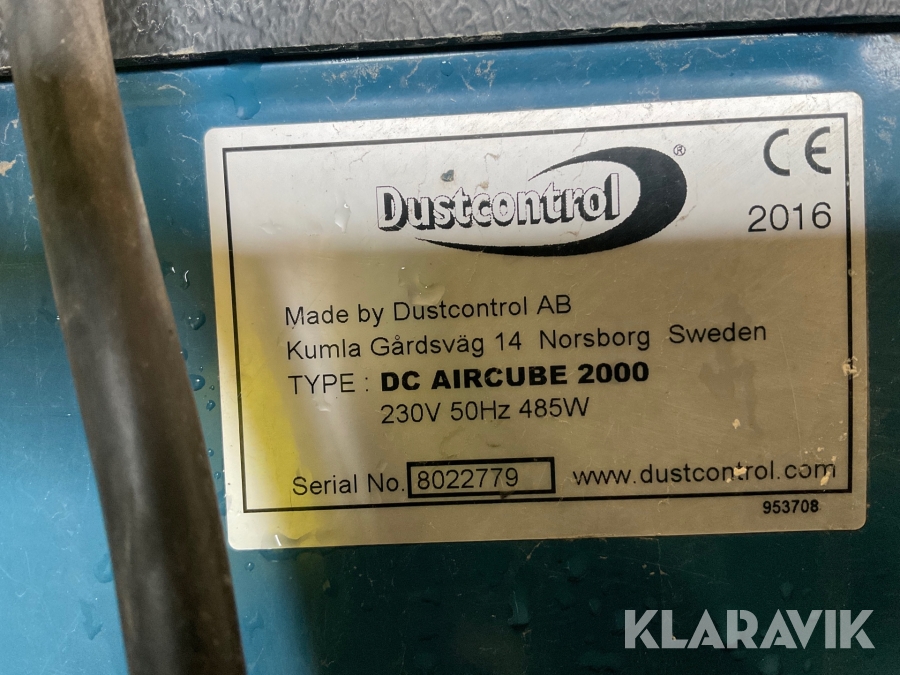 Dustcontrol ®
CE
2016
Made by Dustcontrol AB
Kumla Gårdsväg 14 Norsborg Sweden
TYPE : DC AIRCUBE 2000
230V 50Hz 485W
Serial No. 8022779 www.dustcontrol.com
953708
KLARAVIK